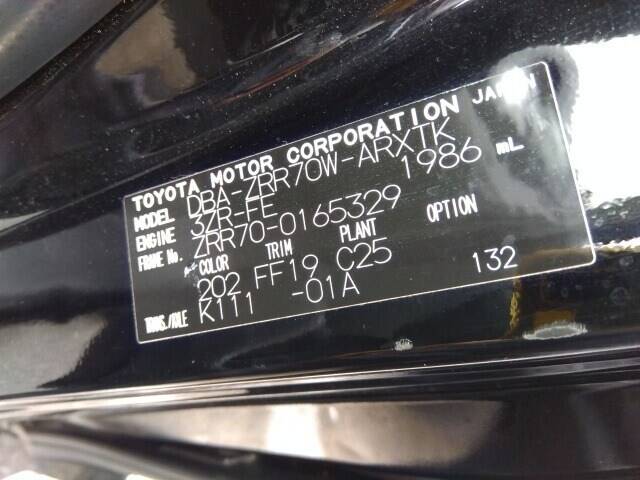 TOYOTA MOTOR CORPORATION JAPAN
MODEL DBA-ZRR70W-ARXTK
ENGINE 3ZR-FE 1986 mL
FRAME No. ZRR70-0165329
COLOR TRIM PLANT OPTION
202 FF19 C25 132
TRANS./AXLE K111 -01A